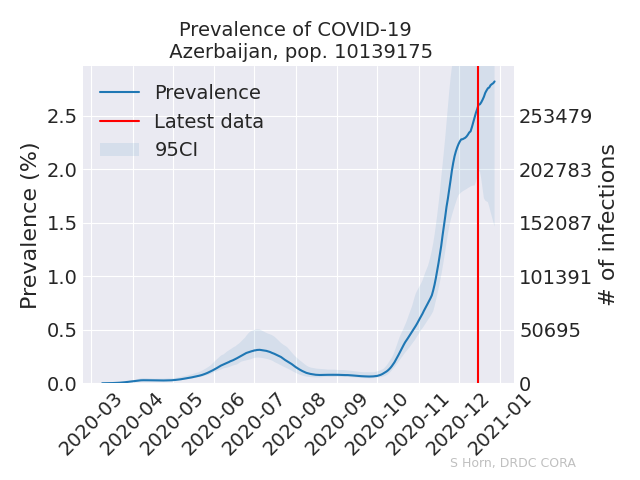 Prevalence of COVID-19
Azerbaijan, pop. 10139175
Prevalence
Latest data
95CI
Prevalence (%)
2.5
2.0
1.5
1.0
0.5
0.0
253479
202783
152087
101391
50695
0
# of infections
2020-03
2020-04
2020-05
2020-06
2020-07
2020-08
2020-09
2020-10
2020-11
2020-12
2021-01
S Horn, DRDC CORA